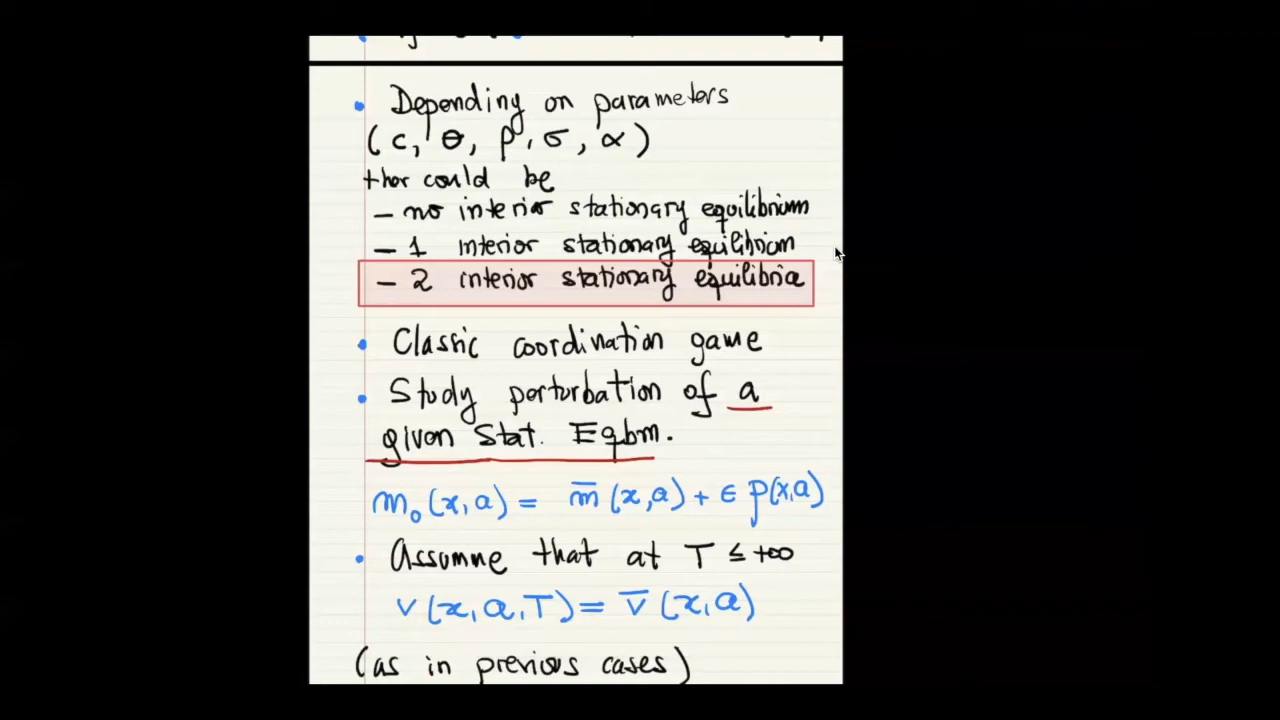 • Depending on parameters
(c, θ, ρ, σ, α)
ther could be
– no interior stationary equilibrium
– 1 interior stationary equilibrium
– 2 interior stationary equilibria
• Classic coordination game
• Study perturbation of a
given Stat. Eqbm.
m₀(x,a) = m̅(x,a) + ϵ p(x,a)
• Assume that at T ≤ +∞
v(x,a,T) = v̅(x,a)
(as in previous cases)